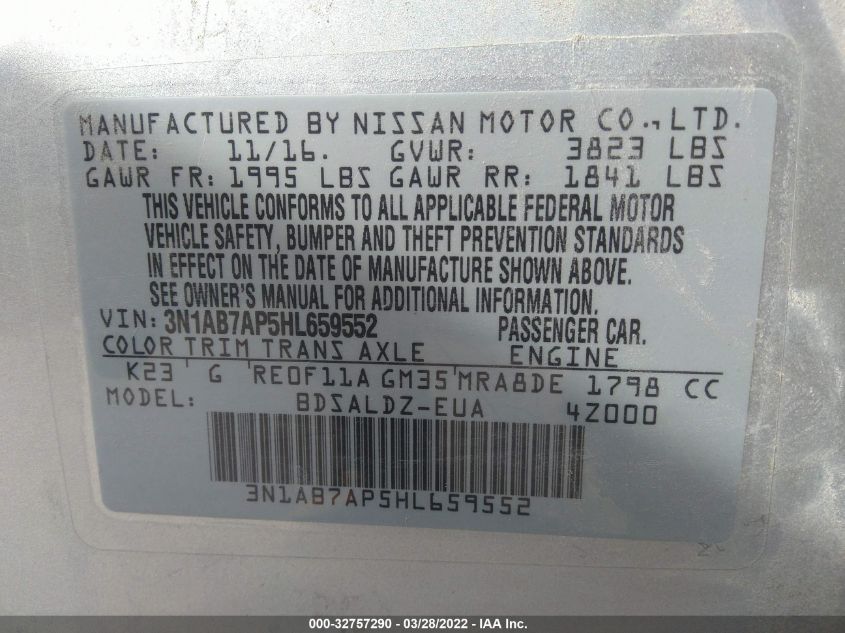 MANUFACTURED BY NISSAN MOTOR CO., LTD.
DATE: 11/16. GVWR: 3823 LBS
GAWR FR: 1995 LBS GAWR RR: 1841 LBS
THIS VEHICLE CONFORMS TO ALL APPLICABLE FEDERAL MOTOR
VEHICLE SAFETY, BUMPER AND THEFT PREVENTION STANDARDS
IN EFFECT ON THE DATE OF MANUFACTURE SHOWN ABOVE.
SEE OWNER'S MANUAL FOR ADDITIONAL INFORMATION.
VIN: 3N1AB7AP5HL659552 PASSENGER CAR.
COLOR TRIM TRANS AXLE ENGINE
K23 G RE0F11A GM35 MRA8DE 1798 CC
MODEL: BDSALDZ-EUA 4Z000
3N1AB7AP5HL659552
000-32757290 - 03/28/2022 - IAA Inc.